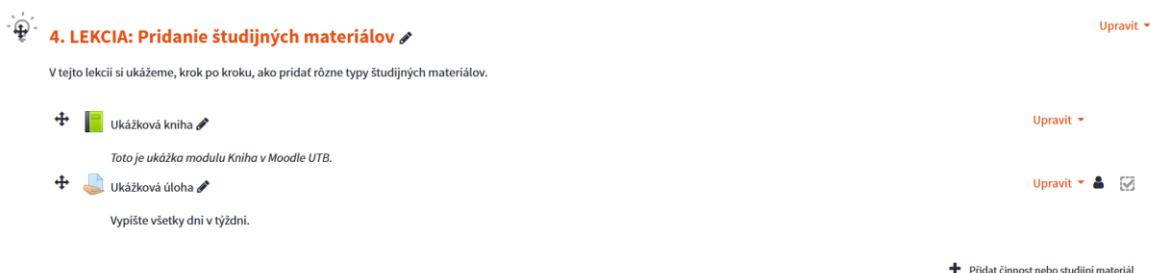 4. LEKCIA: Pridanie študijných materiálov
Upravit
V tejto lekcii si ukážeme, krok po kroku, ako pridať rôzne typy študijných materiálov.
Ukážková kniha
Upravit
Toto je ukážka modulu Kniha v Moodle UTB.
Ukážková úloha
Upravit
Vypíšte všetky dni v týždni.
Přidat činnost nebo studijní materiál